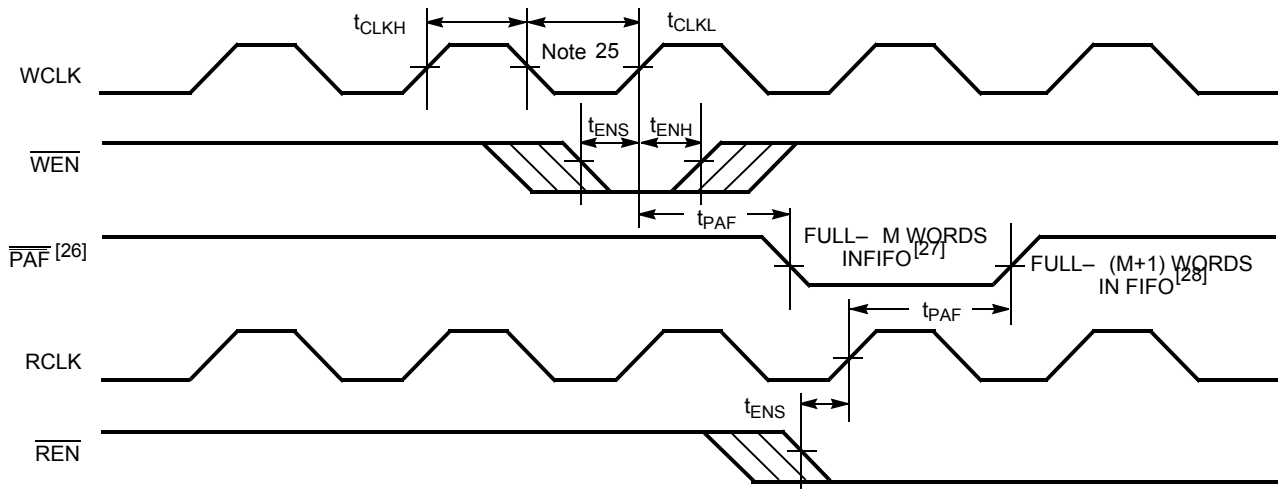 tCLKH
tCLKL
Note 25
WCLK
tENS
tENH
WEN
tPAF
FULL– M WORDS
INFIFO[27]
PAF [26]
FULL– (M+1) WORDS
IN FIFO[28]
tPAF
RCLK
tENS
REN